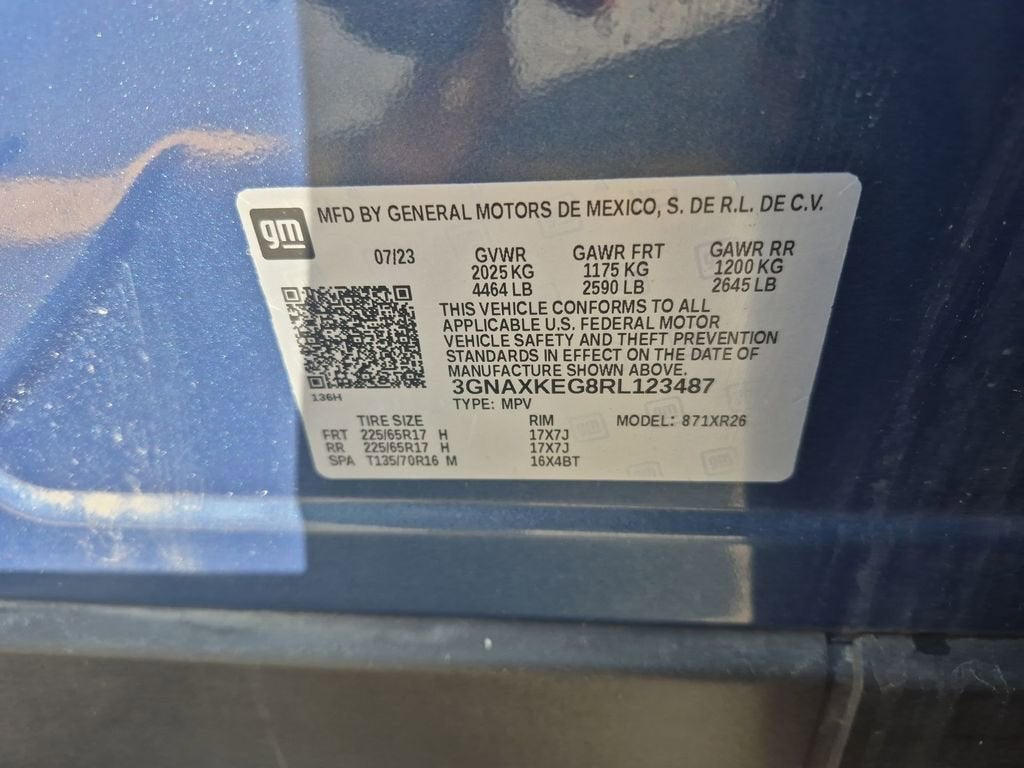 gm
MFD BY GENERAL MOTORS DE MEXICO, S. DE R.L. DE C.V.
07/23 GVWR GAWR FRT GAWR RR
2025 KG 1175 KG 1200 KG
4464 LB 2590 LB 2645 LB
THIS VEHICLE CONFORMS TO ALL
APPLICABLE U.S. FEDERAL MOTOR
VEHICLE SAFETY AND THEFT PREVENTION
STANDARDS IN EFFECT ON THE DATE OF
MANUFACTURE SHOWN ABOVE.
3GNAXKEG8RL123487
136H
TYPE: MPV
TIRE SIZE RIM MODEL: 871XR26
FRT 225/65R17 H 17X7J
RR 225/65R17 H 17X7J
SPA T135/70R16 M 16X4BT